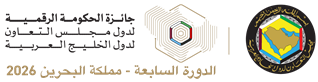 جائزة الحكومة الرقمية
لدول مجلس التعاون
لدول الخليج العربية
الدورة السابعة - مملكة البحرين 2026